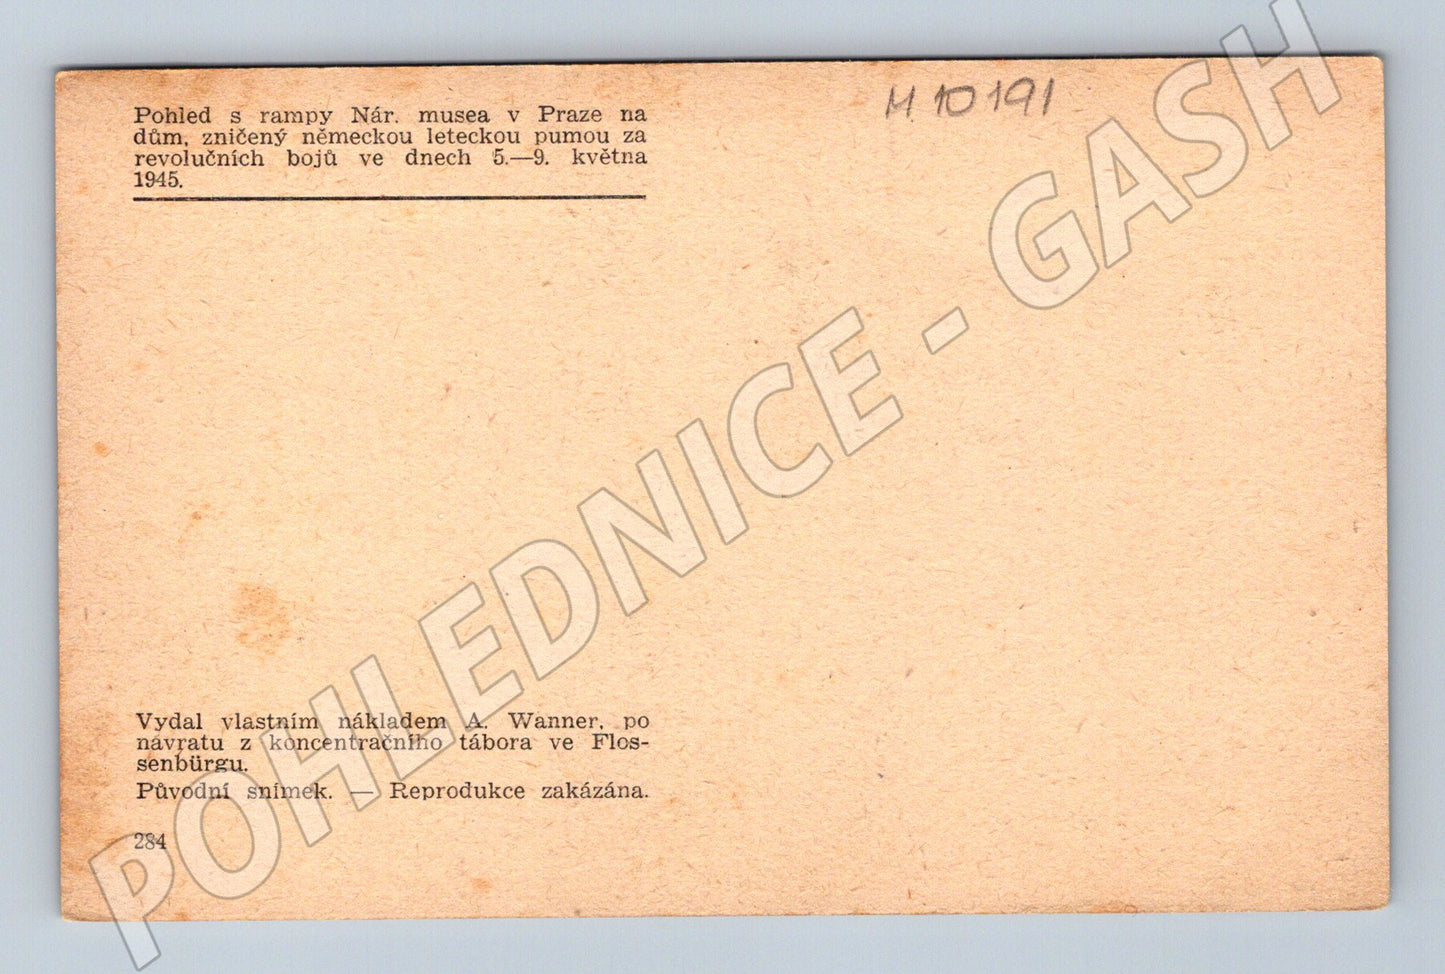 Pohled s rampy Nár. musea v Praze na
dům, zničený německou leteckou pumou za
revolučních bojů ve dnech 5.—9. května
1945.
M 10191
Vydal vlastním nákladem A. Wanner, po
návratu z koncentračního tábora ve Flos-
senbürgu.
Původní snímek. — Reprodukce zakázána.
284
POHLEDNICE - GASH